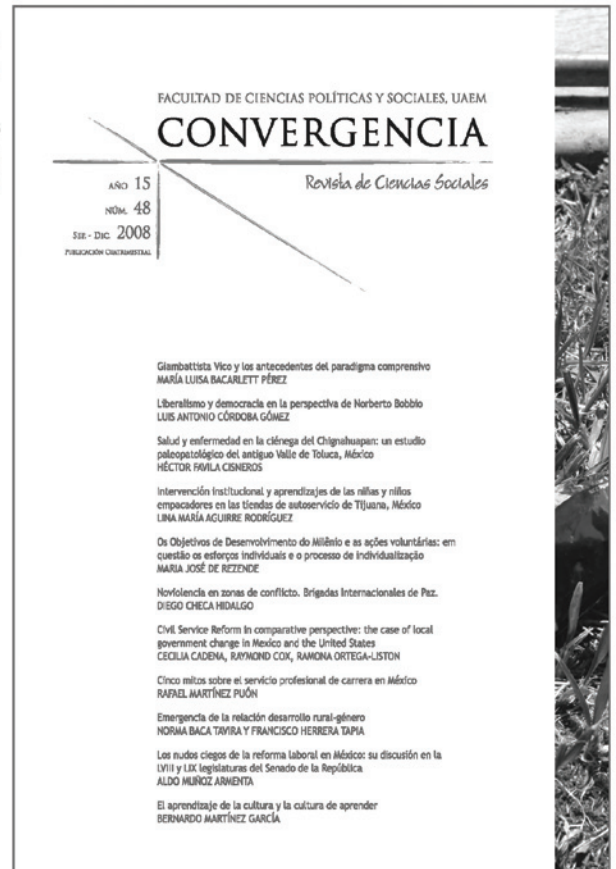 FACULTAD DE CIENCIAS POLÍTICAS Y SOCIALES, UAEM
CONVERGENCIA
Revista de Ciencias Sociales
AÑO 15
NÚM. 48
SEP - DIC. 2008
PUBLICACIÓN CUATRIMESTRAL
Giambattista Vico y los antecedentes del paradigma comprensivo
MARÍA LUISA BACARLETT PÉREZ
Liberalismo y democracia en la perspectiva de Norberto Bobbio
LUIS ANTONIO CÓRDOBA GÓMEZ
Salud y enfermedad en la ciénega del Chignahuapan: un estudio
paleopatológico del antiguo Valle de Toluca, México
HÉCTOR FAVILA CISNEROS
Intervención institucional y aprendizajes de las niñas y niños
empacadores en las tiendas de autoservicio de Tijuana, México
LINA MARÍA AGUIRRE RODRÍGUEZ
Os Objetivos de Desenvolvimento do Milênio e as ações voluntárias: em
questão os esforços individuais e o processo de individualização
MARIA JOSÉ DE REZENDE
Noviolencia en zonas de conflicto. Brigadas Internacionales de Paz.
DIEGO CHECA HIDALGO
Civil Service Reform in comparative perspective: the case of local
government change in Mexico and the United States
CECILIA CADENA, RAYMOND COX, RAMONA ORTEGA-LISTON
Cinco mitos sobre el servicio profesional de carrera en México
RAFAEL MARTÍNEZ PUÓN
Emergencia de la relación desarrollo rural-género
NORMA BACA TAVIRA Y FRANCISCO HERRERA TAPIA
Los nudos ciegos de la reforma laboral en México: su discusión en la
LVIII y LIX legislaturas del Senado de la República
ALDO MUÑOZ ARMENTA
El aprendizaje de la cultura y la cultura de aprender
BERNARDO MARTÍNEZ GARCÍA